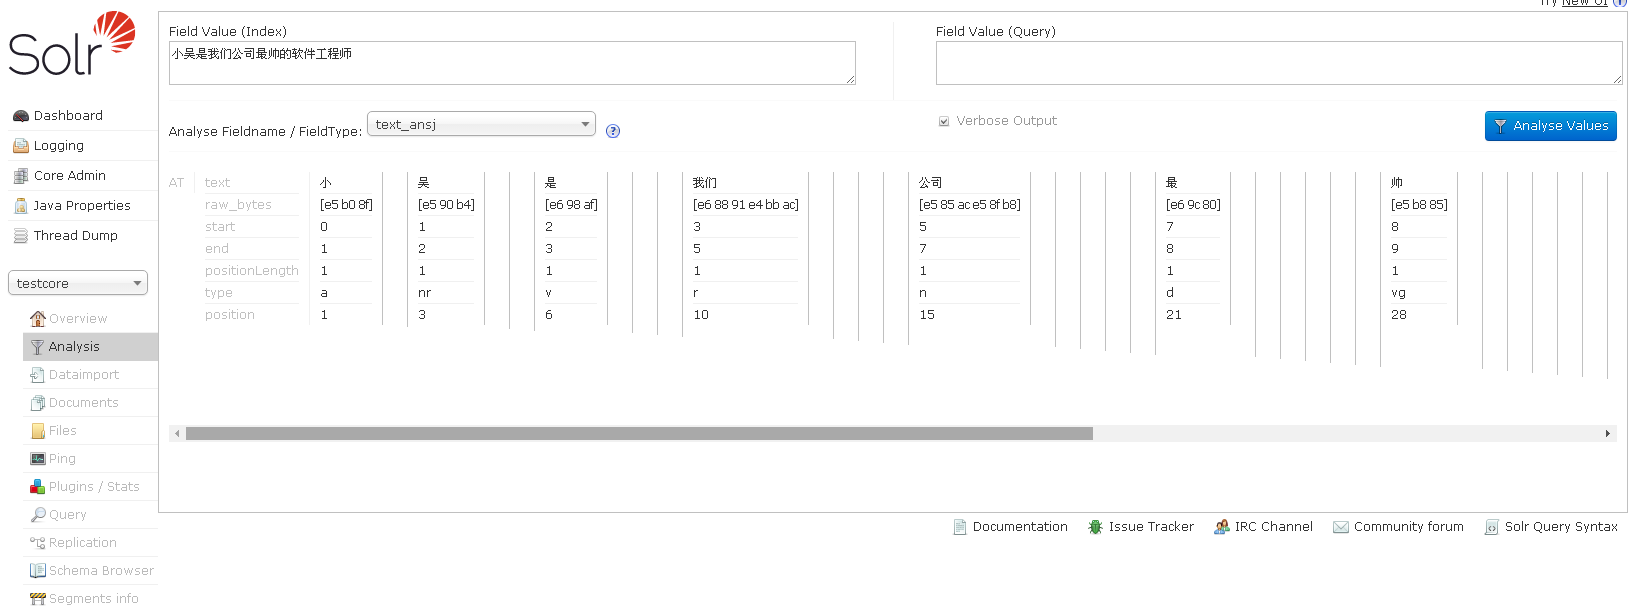 Try New UI
Solr
Field Value (Index)
Field Value (Query)
小吴是我们公司最帅的软件工程师
Dashboard
Logging
Core Admin
Java Properties
Thread Dump
testcore
Overview
Analysis
Dataimport
Documents
Files
Ping
Plugins / Stats
Query
Replication
Schema Browser
Segments info
Analyse Fieldname / FieldType: text_ansj ?
Verbose Output
Analyse Values
AT text 小 吴 是 我们 公司 最 帅
raw_bytes [e5 b0 8f] [e5 90 b4] [e6 98 af] [e6 88 91 e4 bb ac] [e5 85 ac e5 8f b8] [e6 9c 80] [e5 b8 85]
start 0 1 2 3 5 7 8
end 1 2 3 5 7 8 9
positionLength 1 1 1 1 1 1 1
type a nr v r n d vg
position 1 3 6 10 15 21 28
Documentation Issue Tracker IRC Channel Community forum Solr Query Syntax